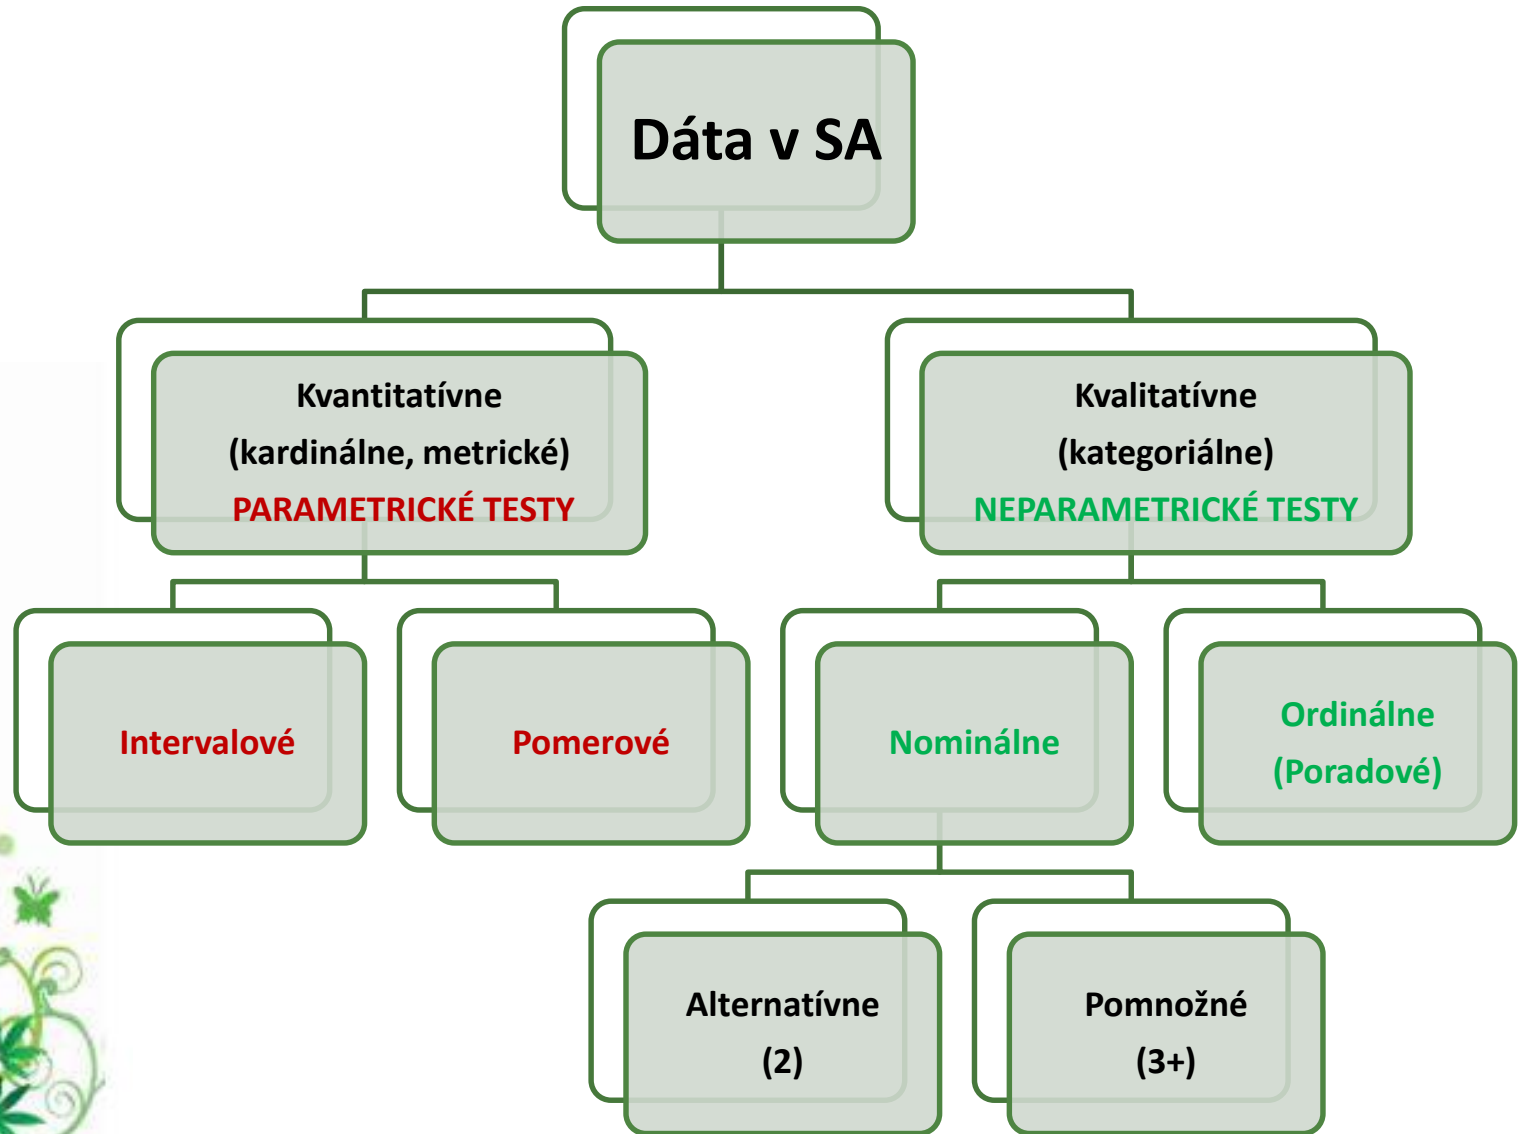 Dáta v SA
Kvantitatívne
(kardinálne, metrické)
PARAMETRICKÉ TESTY
Kvalitatívne
(kategoriálne)
NEPARAMETRICKÉ TESTY
Intervalové
Pomerové
Nominálne
Ordinálne
(Poradové)
Alternatívne
(2)
Pomnožné
(3+)